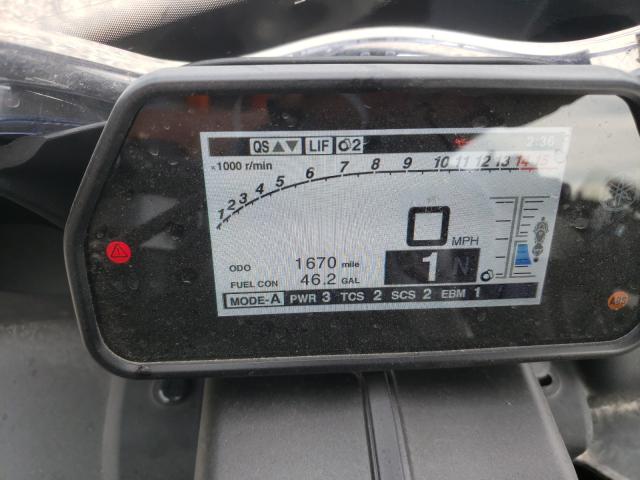 QS▲▼ LIF 2 2:36
×1000 r/min
1 2 3 4 5 6 7 8 9 10 11 12 13 14 15
0 MPH
ODO 1670 mile
1 N
FUEL CON 46.2 GAL
MODE-A PWR 3 TCS 2 SCS 2 EBM 1
ABS